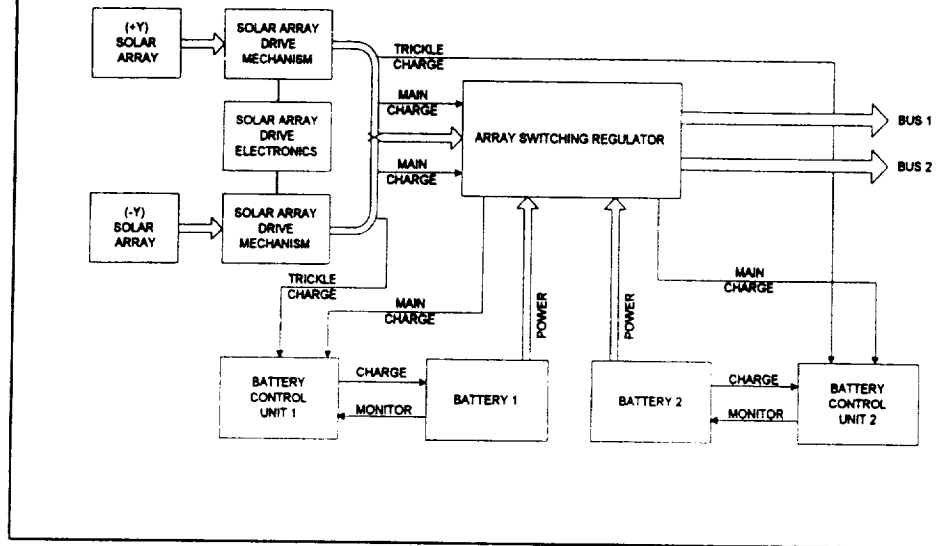 (+Y)
SOLAR
ARRAY
SOLAR ARRAY
DRIVE
MECHANISM
TRICKLE
CHARGE
MAIN
CHARGE
SOLAR ARRAY
DRIVE
ELECTRONICS
ARRAY SWITCHING REGULATOR
BUS 1
MAIN
CHARGE
BUS 2
(-Y)
SOLAR
ARRAY
SOLAR ARRAY
DRIVE
MECHANISM
TRICKLE
CHARGE
MAIN
CHARGE
POWER
POWER
MAIN
CHARGE
BATTERY
CONTROL
UNIT 1
CHARGE
MONITOR
BATTERY 1
BATTERY 2
CHARGE
MONITOR
BATTERY
CONTROL
UNIT 2